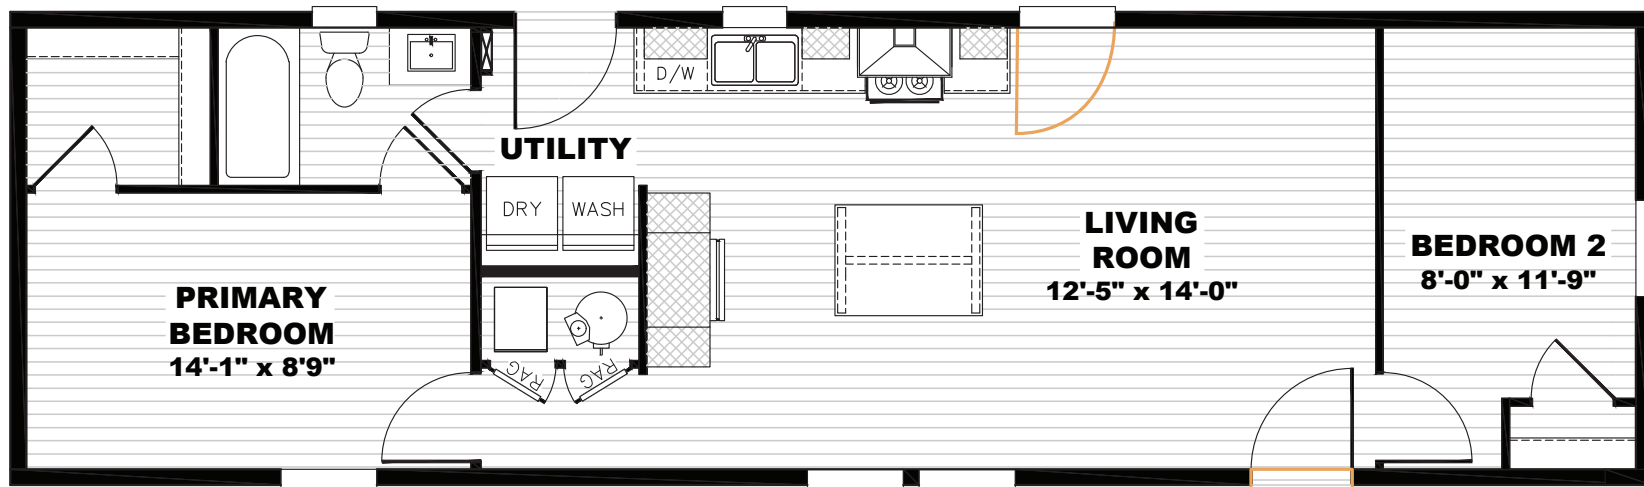 D/W
UTILITY
DRY
WASH
PRIMARY
BEDROOM
14'-1" x 8'9"
RAG
RAG
LIVING
ROOM
12'-5" x 14'-0"
BEDROOM 2
8'-0" x 11'-9"